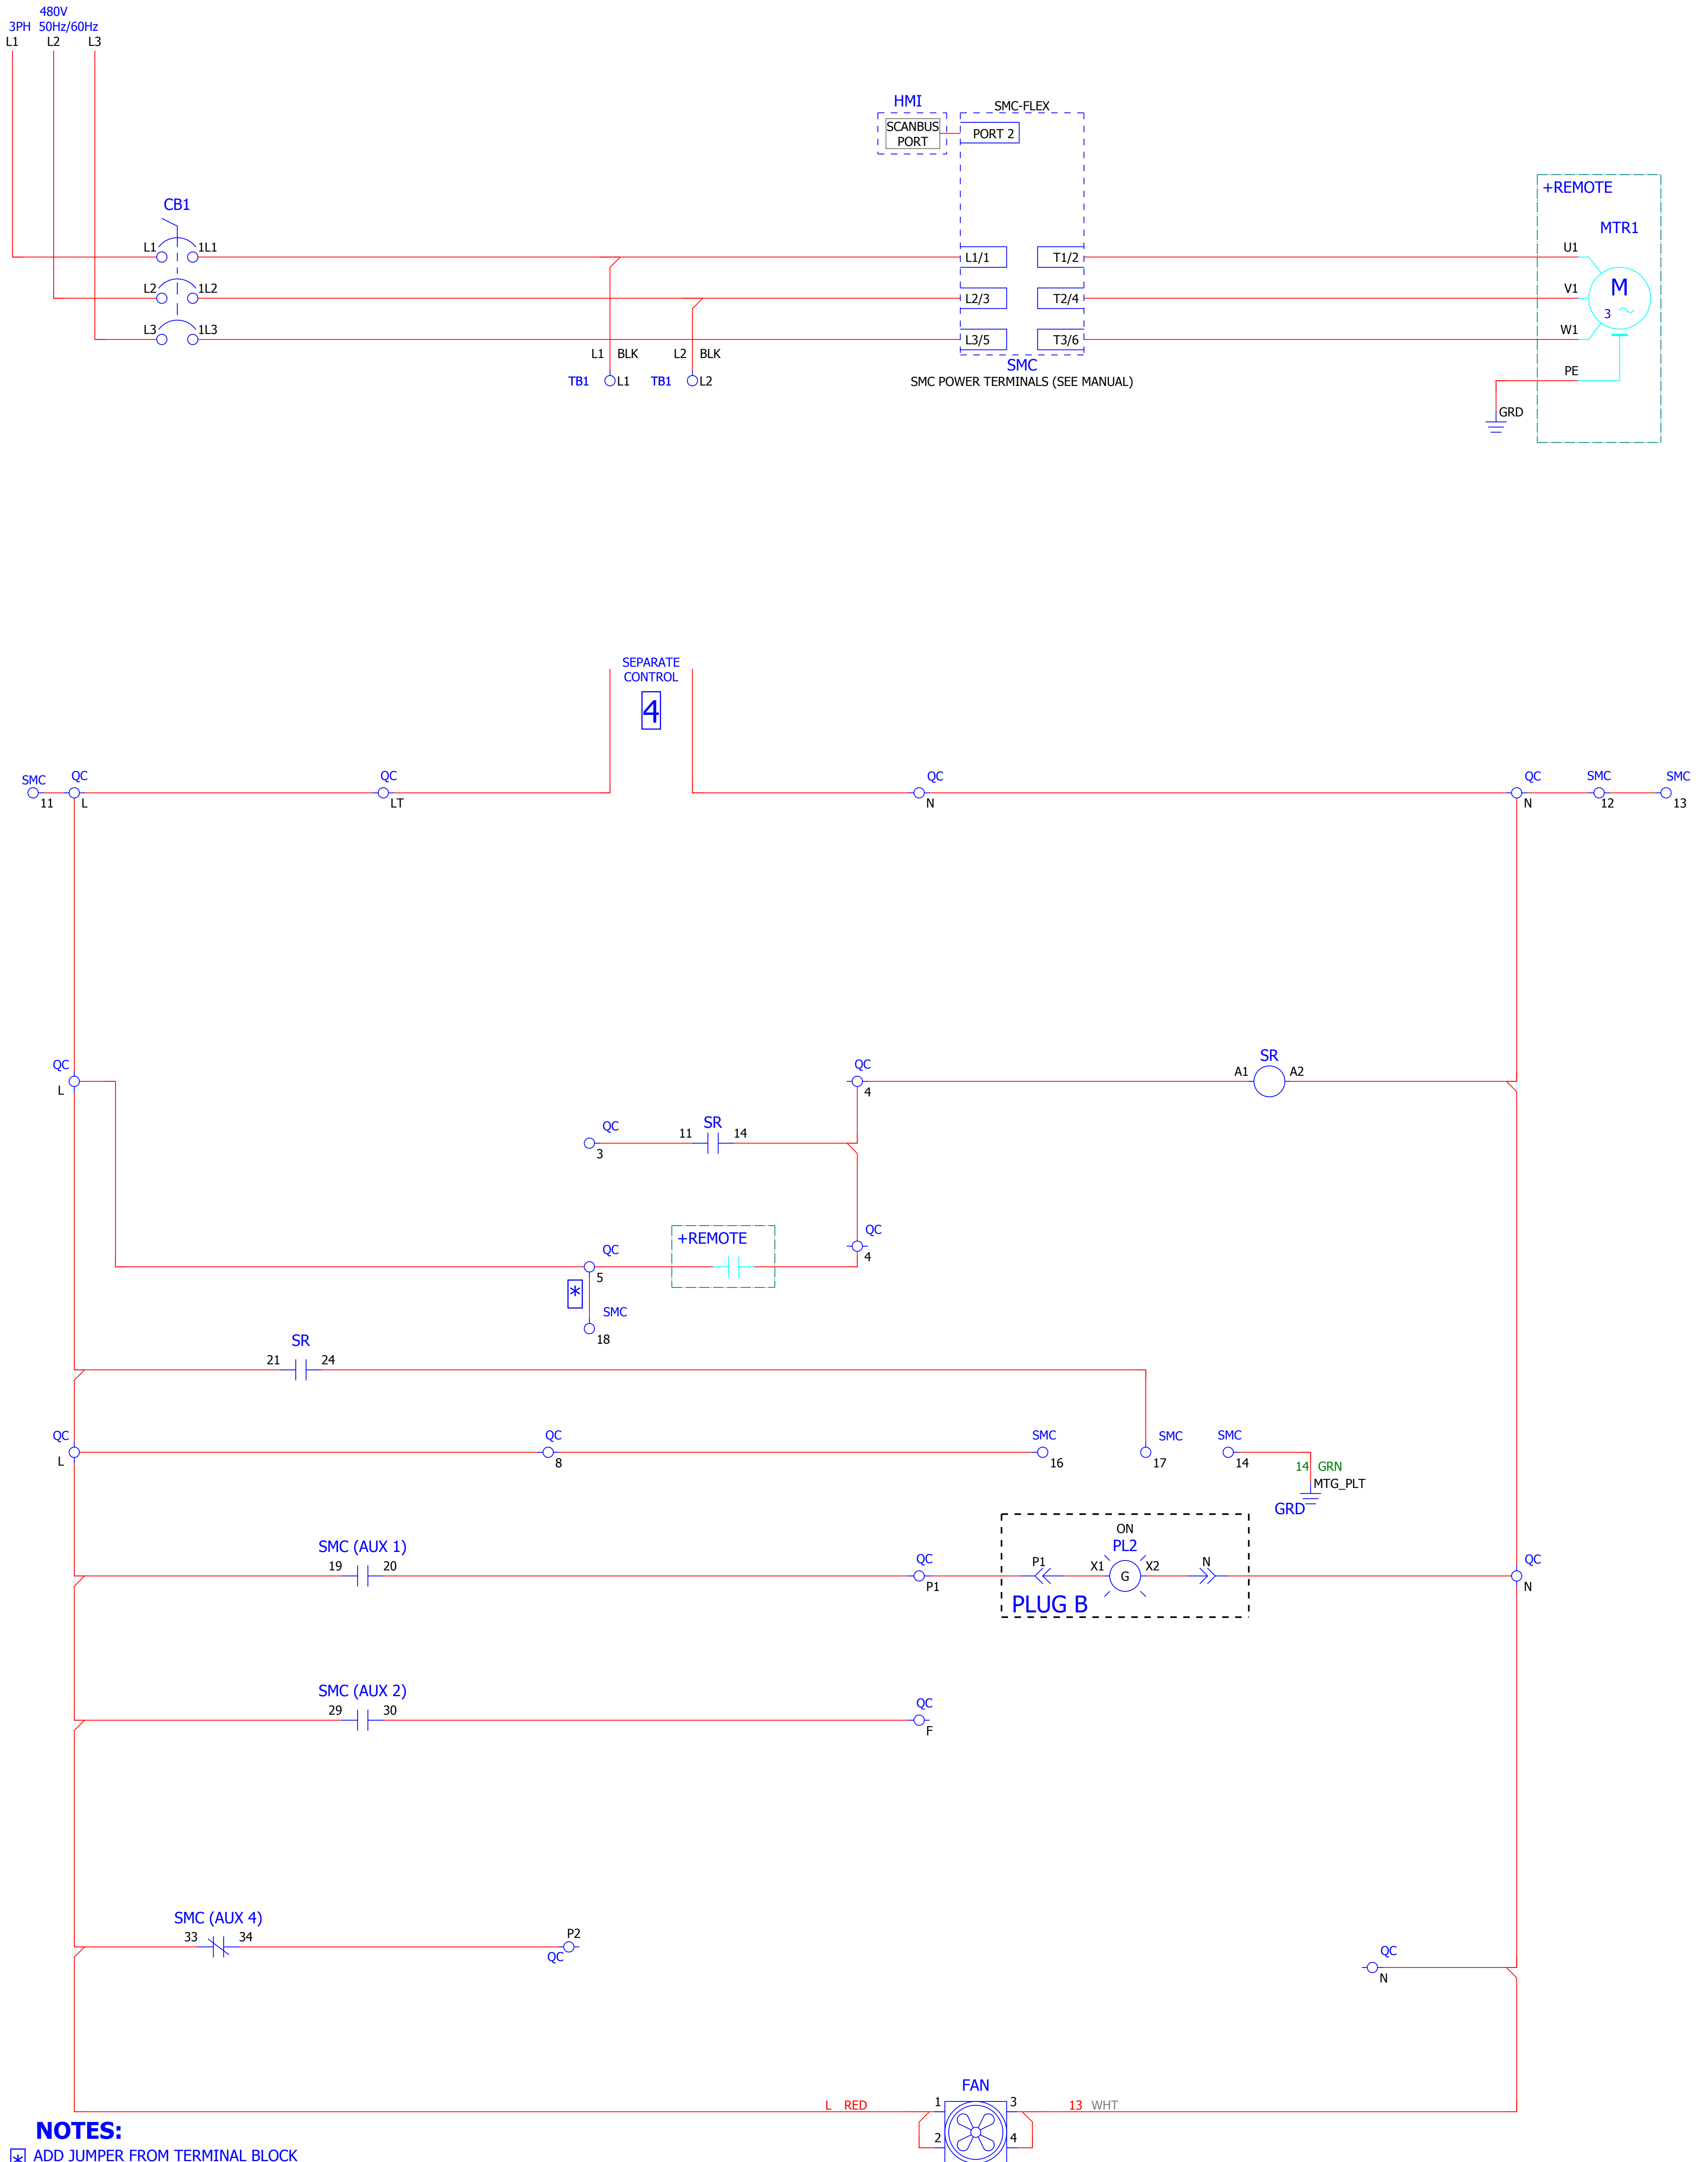 480V
3PH 50Hz/60Hz
L1 L2 L3
HMI
SCANBUS
PORT
SMC-FLEX
PORT 2
+REMOTE
MTR1
CB1
L1 1L1
L1/1 T1/2
U1
L2 1L2
L2/3 T2/4
V1
M
3
L3 1L3
L3/5 T3/6
W1
L1 BLK L2 BLK
SMC
SMC POWER TERMINALS (SEE MANUAL)
TB1 L1 TB1 L2
PE
GRD
SEPARATE
CONTROL
4
SMC QC QC QC QC SMC SMC
11 L LT N N 12 13
QC QC SR
L 4 A1 A2
QC SR
3 11 14
QC +REMOTE QC
5 4
*
SMC
18
SR
21 24
QC QC SMC SMC SMC
L 8 16 17 14
14 GRN
MTG_PLT
GRD
SMC (AUX 1)
19 20
QC
P1
ON
PL2
P1 X1 G X2 N
PLUG B
QC
N
SMC (AUX 2)
29 30
QC
F
SMC (AUX 4)
33 34
P2
QC
QC
N
FAN
L RED 1 3 13 WHT
2 4
NOTES:
* ADD JUMPER FROM TERMINAL BLOCK